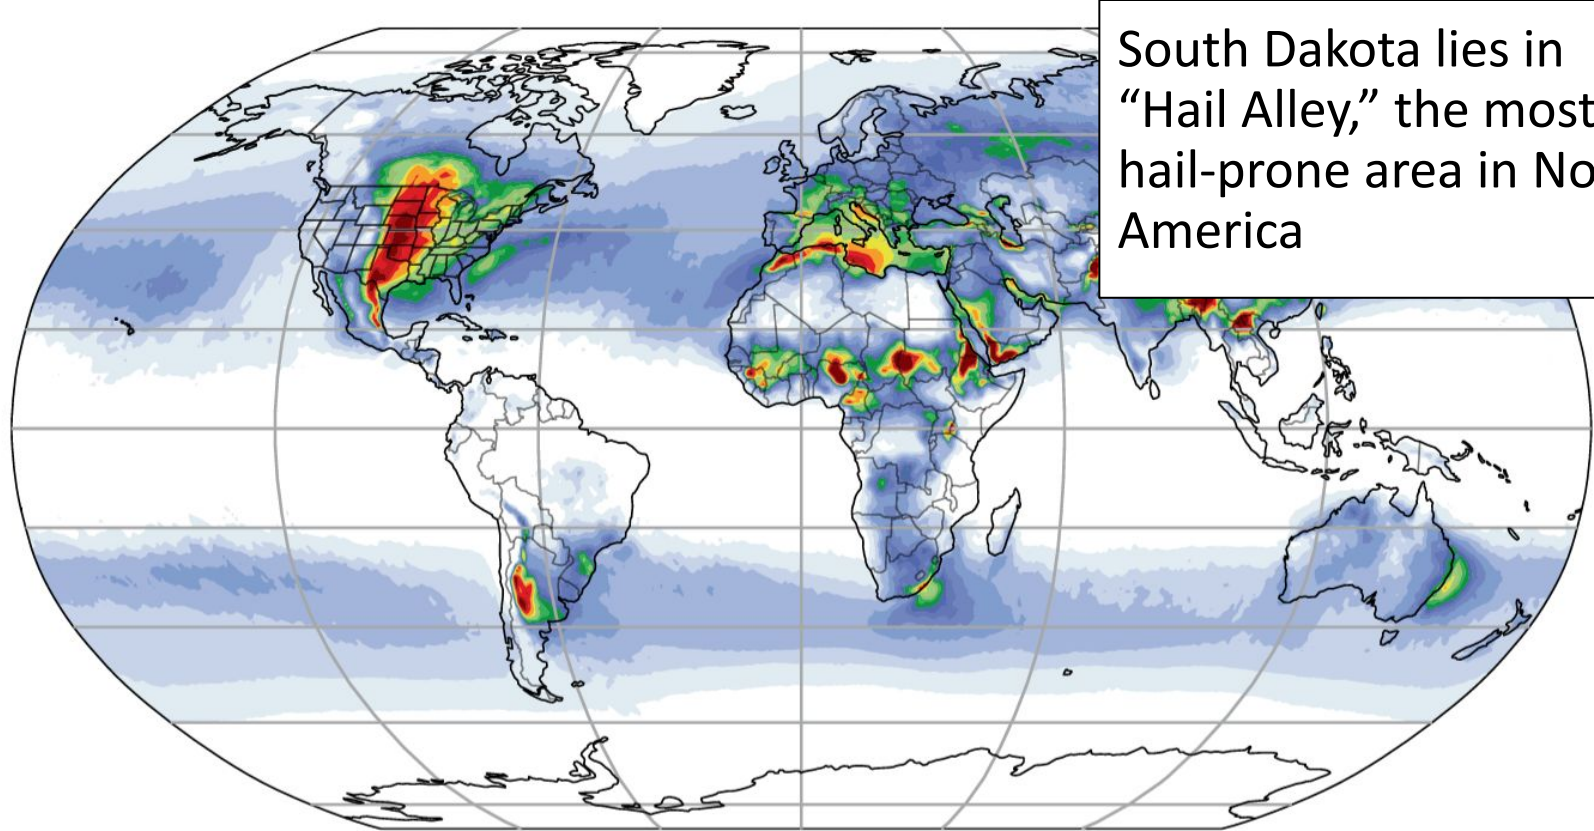 South Dakota lies in
“Hail Alley,” the most
hail-prone area in No
America